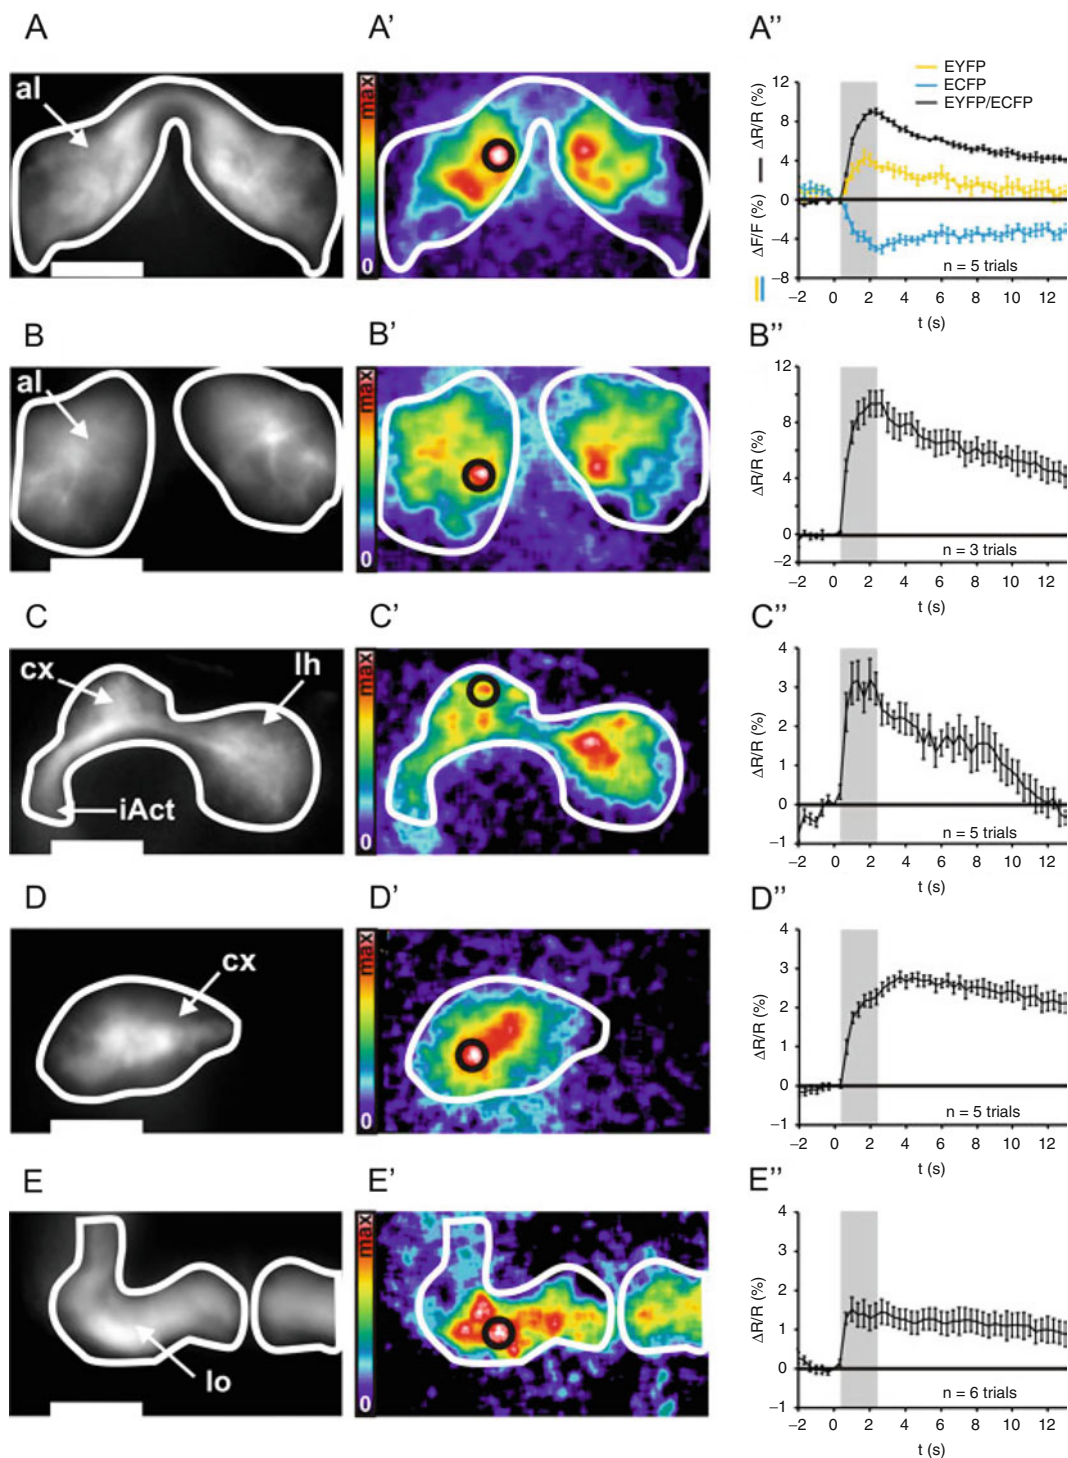 A
A'
A''
al
max
0
EYFP
ECFP
EYFP/ECFP
ΔR/R (%)
ΔF/F (%)
12
8
4
0
−4
−8
n = 5 trials
−2 0 2 4 6 8 10 12
t (s)
B
B'
B''
al
max
0
ΔR/R (%)
12
8
4
0
−2
n = 3 trials
−2 0 2 4 6 8 10 12
t (s)
C
C'
C''
cx
lh
iAct
max
0
ΔR/R (%)
4
3
2
1
0
−1
n = 5 trials
−2 0 2 4 6 8 10 12
t (s)
D
D'
D''
cx
max
0
ΔR/R (%)
4
3
2
1
0
−1
n = 5 trials
−2 0 2 4 6 8 10 12
t (s)
E
E'
E''
lo
max
0
ΔR/R (%)
4
3
2
1
0
−1
n = 6 trials
−2 0 2 4 6 8 10 12
t (s)